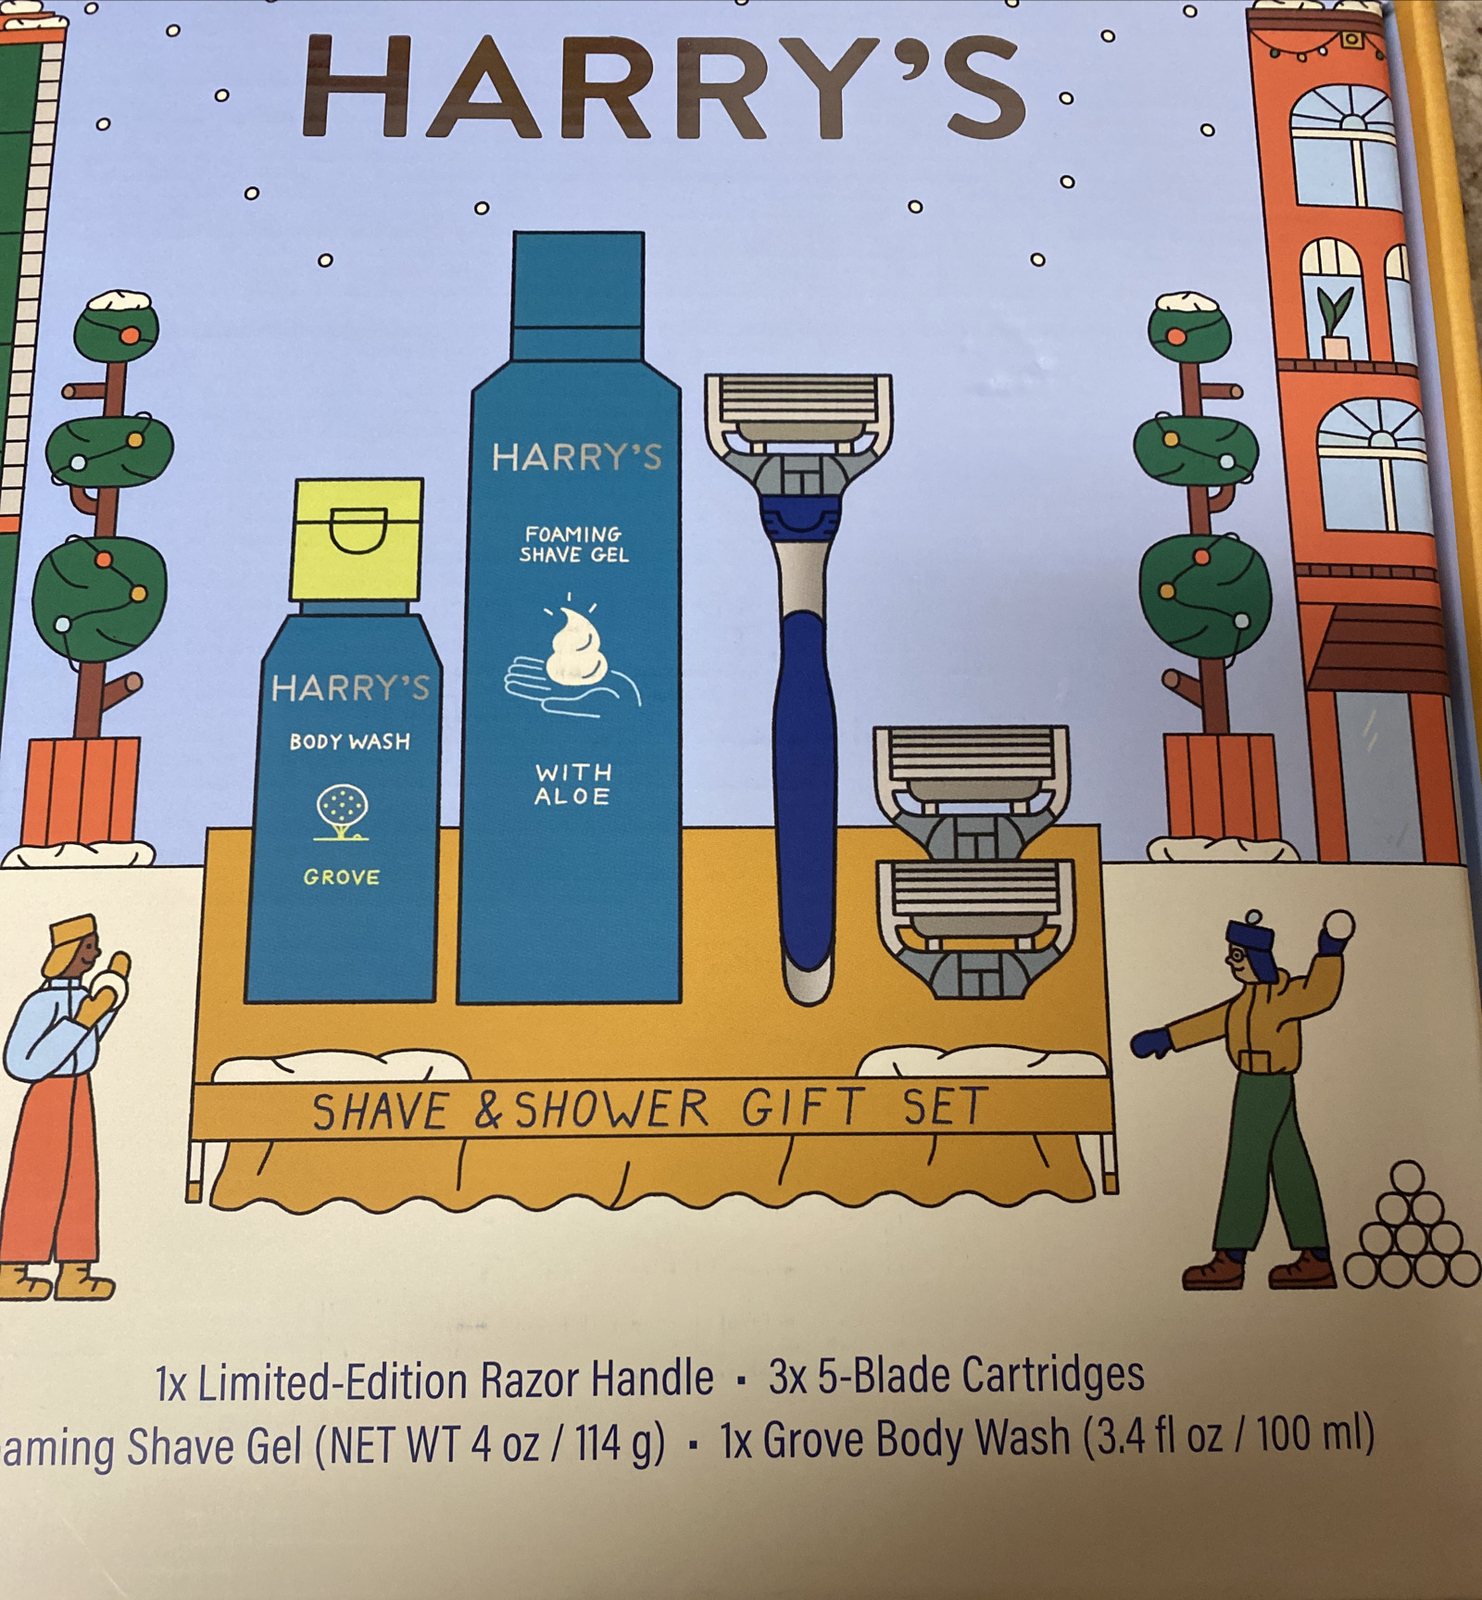 HARRY'S
HARRY'S
FOAMING
SHAVE GEL
WITH
ALOE
HARRY'S
BODY WASH
GROVE
SHAVE & SHOWER GIFT SET
1x Limited-Edition Razor Handle · 3x 5-Blade Cartridges
Shave Gel (NET WT 4 oz / 114 g) · 1x Grove Body Wash (3.4 fl oz / 100 ml)